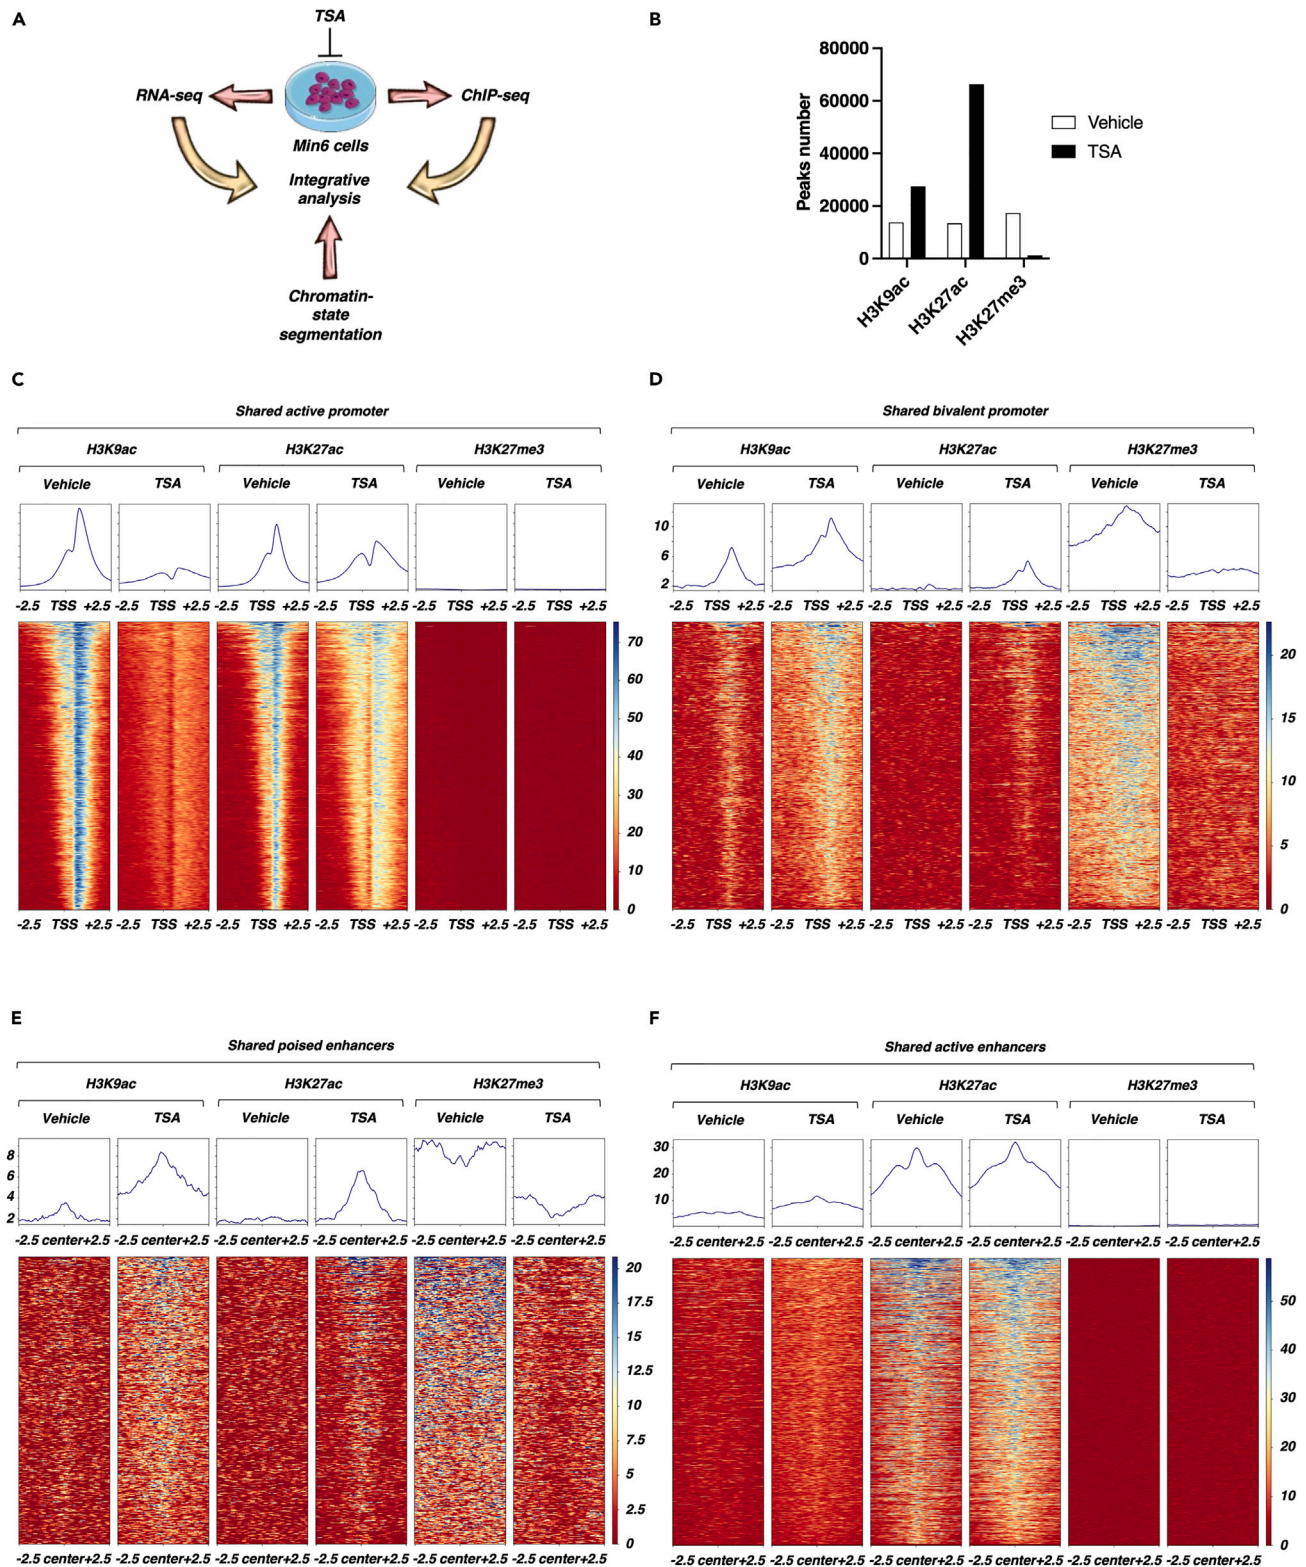 A
TSA
RNA-seq
ChIP-seq
Min6 cells
Integrative
analysis
Chromatin-
state
segmentation
B
80000
60000
40000
20000
0
Peaks number
Vehicle
TSA
H3K9ac
H3K27ac
H3K27me3
C
Shared active promoter
H3K9ac H3K27ac H3K27me3
Vehicle TSA Vehicle TSA Vehicle TSA
-2.5 TSS +2.5 -2.5 TSS +2.5 -2.5 TSS +2.5 -2.5 TSS +2.5 -2.5 TSS +2.5 -2.5 TSS +2.5
70
60
50
40
30
20
10
0
-2.5 TSS +2.5 -2.5 TSS +2.5 -2.5 TSS +2.5 -2.5 TSS +2.5 -2.5 TSS +2.5 -2.5 TSS +2.5
D
Shared bivalent promoter
H3K9ac H3K27ac H3K27me3
Vehicle TSA Vehicle TSA Vehicle TSA
10
6
2
-2.5 TSS +2.5 -2.5 TSS +2.5 -2.5 TSS +2.5 -2.5 TSS +2.5 -2.5 TSS +2.5 -2.5 TSS +2.5
20
15
10
5
0
-2.5 TSS +2.5 -2.5 TSS +2.5 -2.5 TSS +2.5 -2.5 TSS +2.5 -2.5 TSS +2.5 -2.5 TSS +2.5
E
Shared poised enhancers
H3K9ac H3K27ac H3K27me3
Vehicle TSA Vehicle TSA Vehicle TSA
8
6
4
2
-2.5 center+2.5 -2.5 center+2.5 -2.5 center+2.5 -2.5 center+2.5 -2.5 center+2.5 -2.5 center+2.5
20
17.5
15
12.5
10
7.5
5
2.5
0
-2.5 center+2.5 -2.5 center+2.5 -2.5 center+2.5 -2.5 center+2.5 -2.5 center+2.5 -2.5 center+2.5
F
Shared active enhancers
H3K9ac H3K27ac H3K27me3
Vehicle TSA Vehicle TSA Vehicle TSA
30
20
10
-2.5 center+2.5 -2.5 center+2.5 -2.5 center+2.5 -2.5 center+2.5 -2.5 center+2.5 -2.5 center+2.5
50
40
30
20
10
0
-2.5 center+2.5 -2.5 center+2.5 -2.5 center+2.5 -2.5 center+2.5 -2.5 center+2.5 -2.5 center+2.5